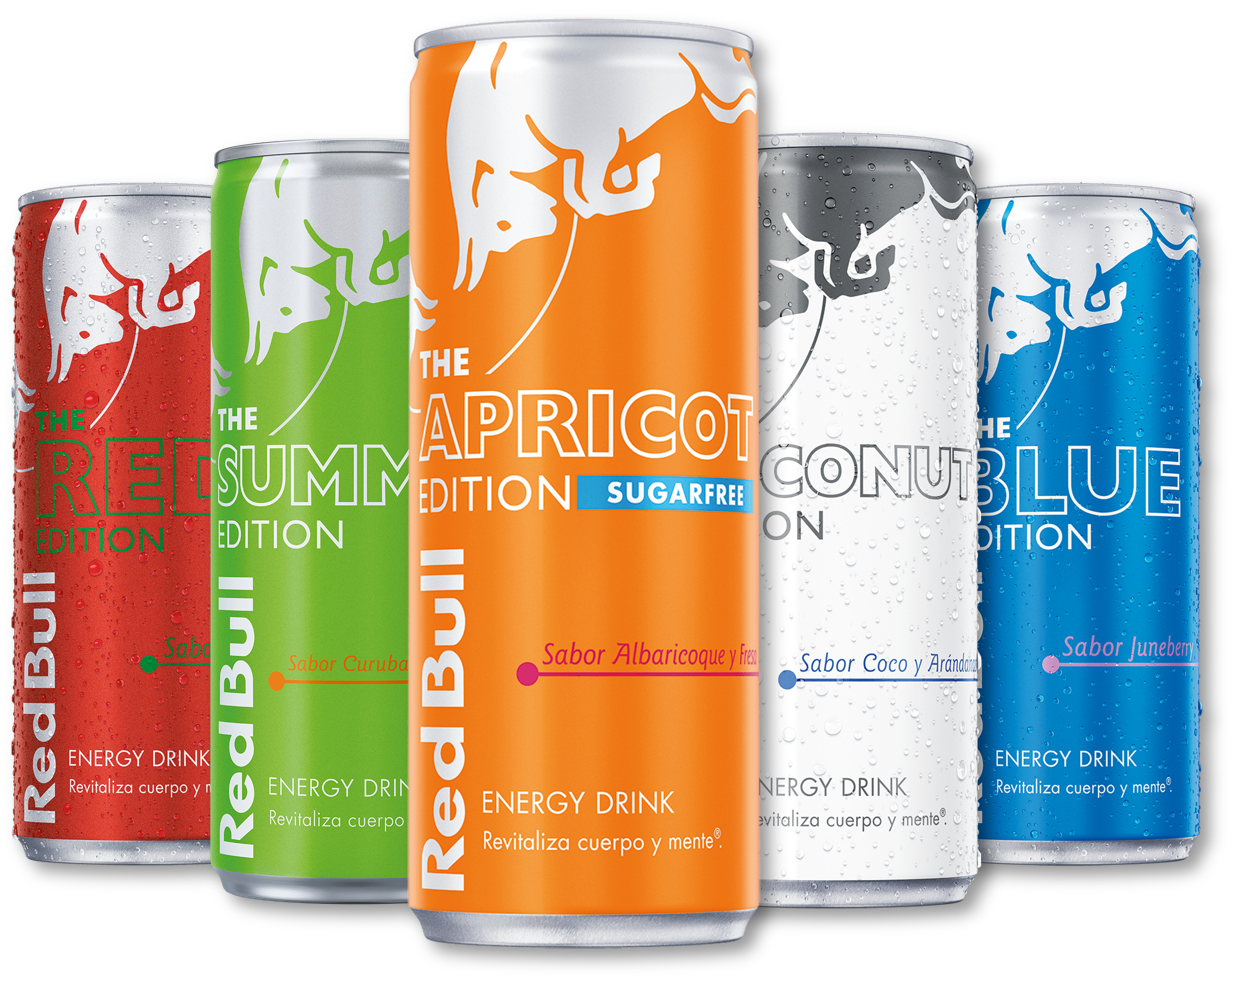 THE
RED
EDITION
Red Bull
ENERGY DRINK
Revitaliza cuerpo y
THE
SUMM
EDITION
Red Bull
Sabor Curuba
ENERGY DRIN
Revitaliza cuerpo
THE
APRICOT
EDITION SUGARFREE
Red Bull
Sabor Albaricoque y Fresa
ENERGY DRINK
Revitaliza cuerpo y mente®.
CONUT
ON
Sabor Coco y Arándano
NERGY DRINK
evitaliza cuerpo y mente®.
THE
BLUE
DITION
Sabor Juneberry
ENERGY DRINK
Revitaliza cuerpo y mente®.